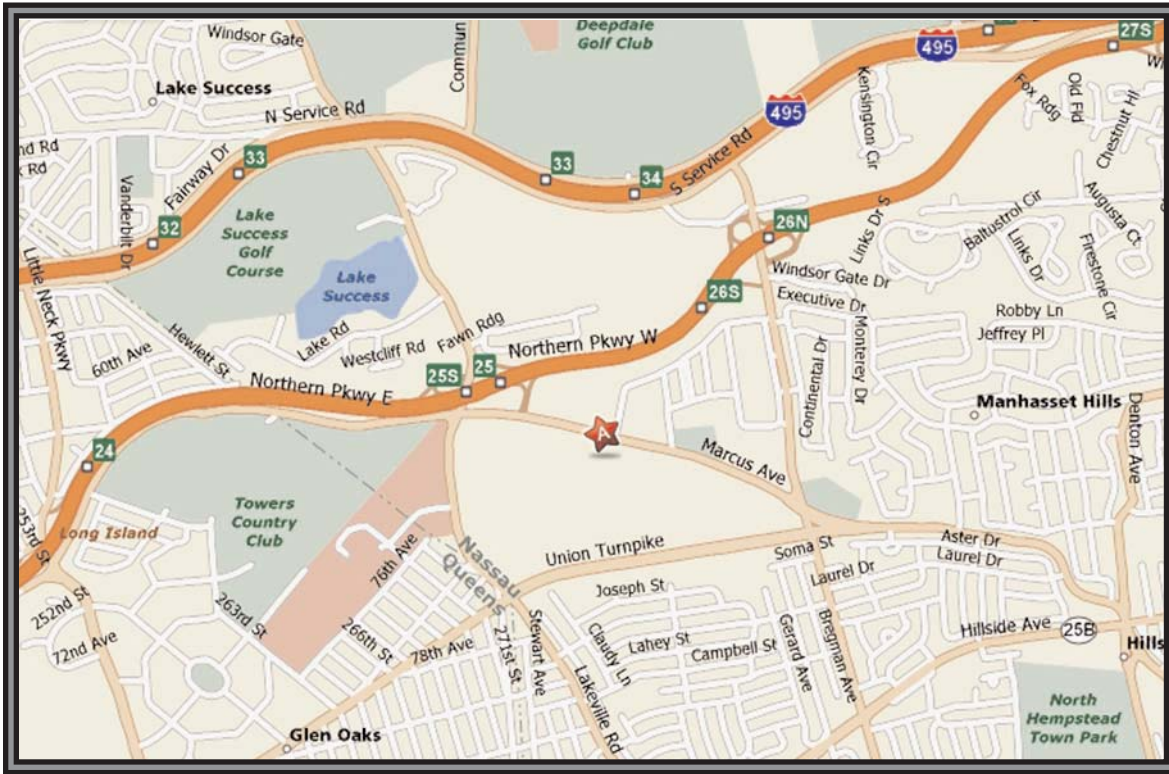 Deepdale
Golf Club
Windsor Gate
Commun
495
27S
Lake Success
N Service Rd
495
Kensington Cir
Fox Rdg
Old Fld
Chestnut Hl
nd Rd
k Rd
Fairway Dr
33
33
34
S Service Rd
Vanderbilt Dr
Lake
Success
Golf
Course
32
26N
Links Dr S
Baltustrol Cir
Links Dr
Augusta Ct
Firestone Cir
Little Neck Pkwy
Lake
Success
26S
Windsor Gate Dr
Executive Dr
Robby Ln
Jeffrey Pl
Hewlett St
60th Ave
Lake Rd
Westcliff Rd
Fawn Rdg
Northern Pkwy W
Continental Dr
Monterey Dr
25S
25
Northern Pkwy E
Manhasset Hills
Denton Ave
A
Marcus Ave
24
Towers
Country
Club
253rd St
Long Island
76th Ave
Nassau
Queens
Union Turnpike
Soma St
Aster Dr
Laurel Dr
Laurel Dr
252nd St
72nd Ave
263rd St
266th St
78th Ave
271st St
Stewart Ave
Joseph St
Claudy Ln
Lahey St
Campbell St
Gerard Ave
Bregman Ave
Hillside Ave
25B
Hills
Lakeville Rd
North
Hempstead
Town Park
Glen Oaks